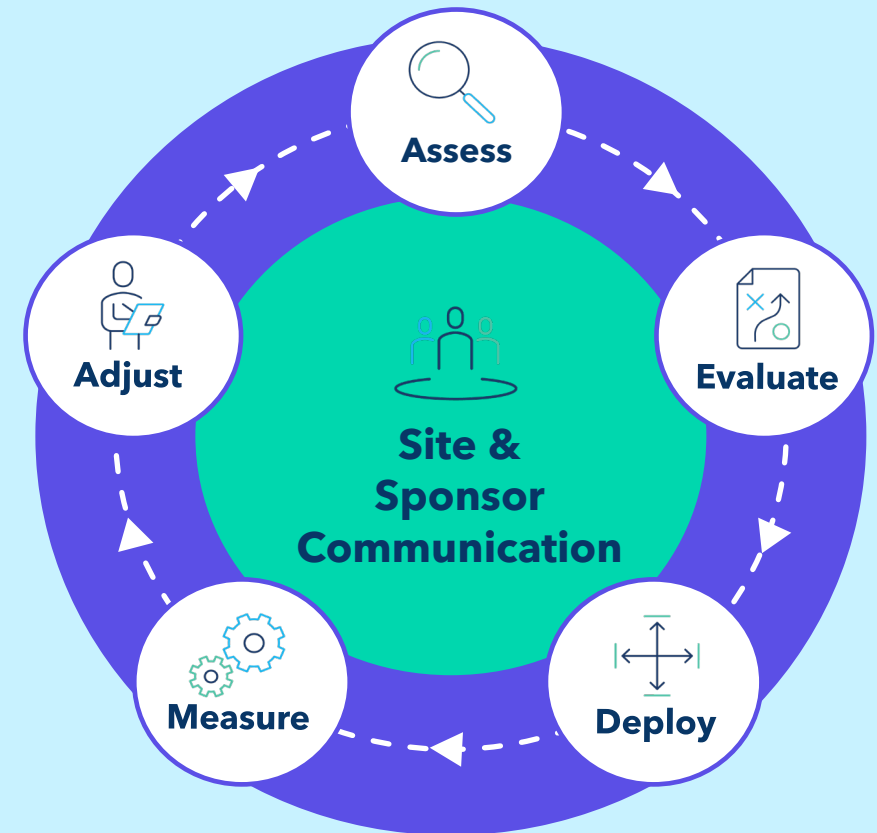 Assess
Evaluate
Deploy
Measure
Adjust
Site &
Sponsor
Communication